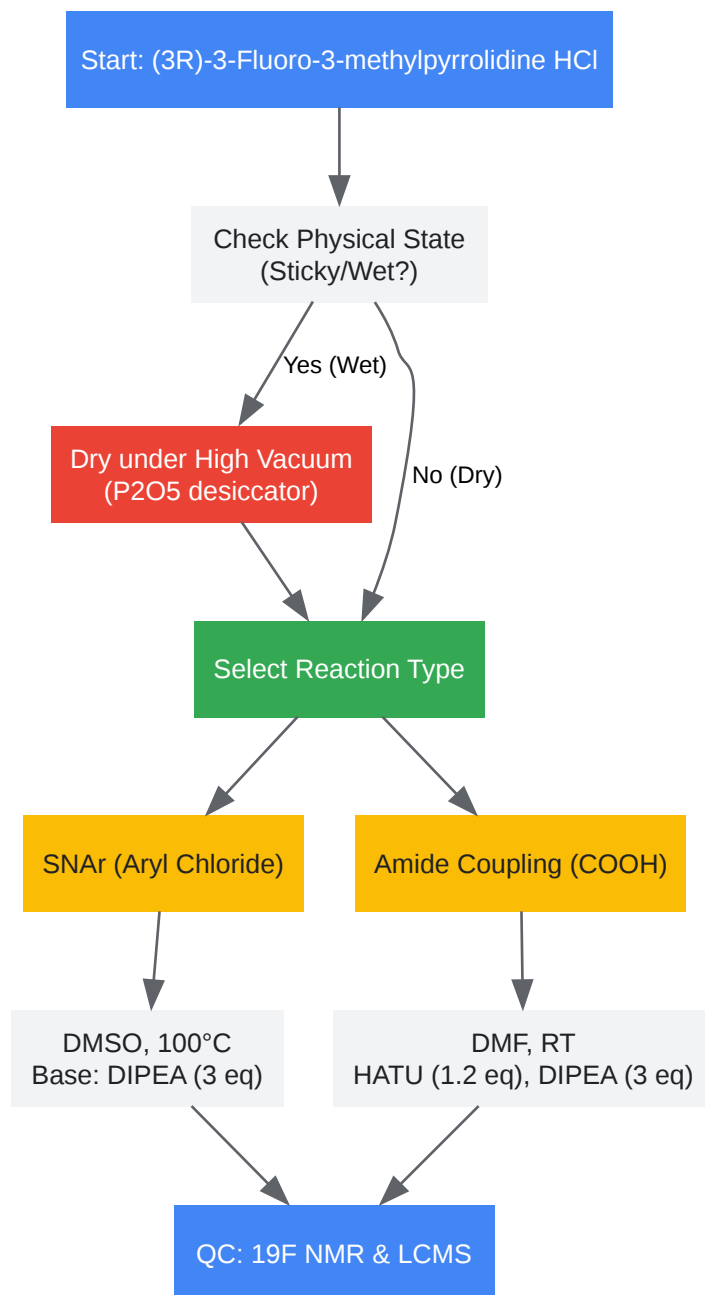 Start: (3R)-3-Fluoro-3-methylpyrrolidine HCl
Check Physical State
(Sticky/Wet?)
Yes (Wet)
Dry under High Vacuum
(P2O5 desiccator)
No (Dry)
Select Reaction Type
SNAr (Aryl Chloride)
Amide Coupling (COOH)
DMSO, 100°C
Base: DIPEA (3 eq)
DMF, RT
HATU (1.2 eq), DIPEA (3 eq)
QC: 19F NMR & LCMS